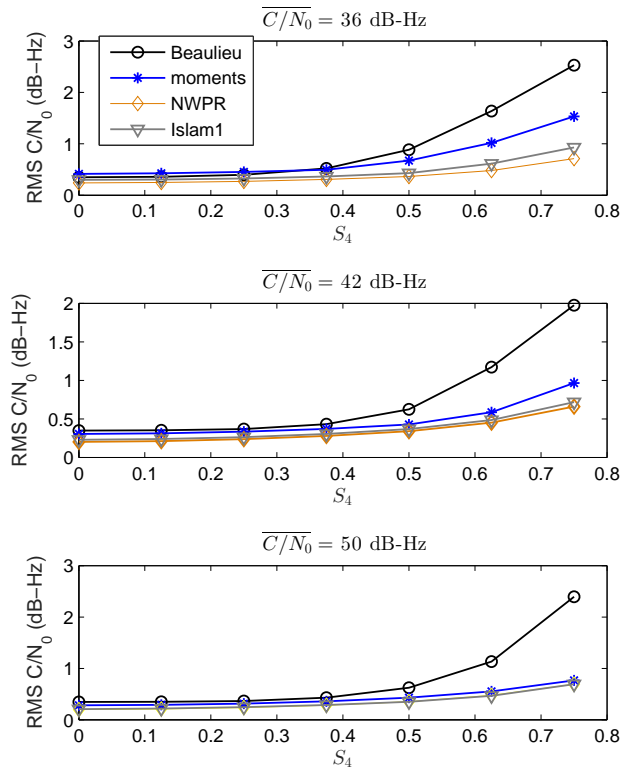 C/N₀ = 36 dB-Hz
RMS C/N₀ (dB−Hz)
3
2
1
0
Beaulieu
moments
NWPR
Islam1
0 0.1 0.2 0.3 0.4 0.5 0.6 0.7 0.8
S₄
C/N₀ = 42 dB-Hz
RMS C/N₀ (dB−Hz)
2
1.5
1
0.5
0
0 0.1 0.2 0.3 0.4 0.5 0.6 0.7 0.8
S₄
C/N₀ = 50 dB-Hz
RMS C/N₀ (dB−Hz)
3
2
1
0
0 0.1 0.2 0.3 0.4 0.5 0.6 0.7 0.8
S₄